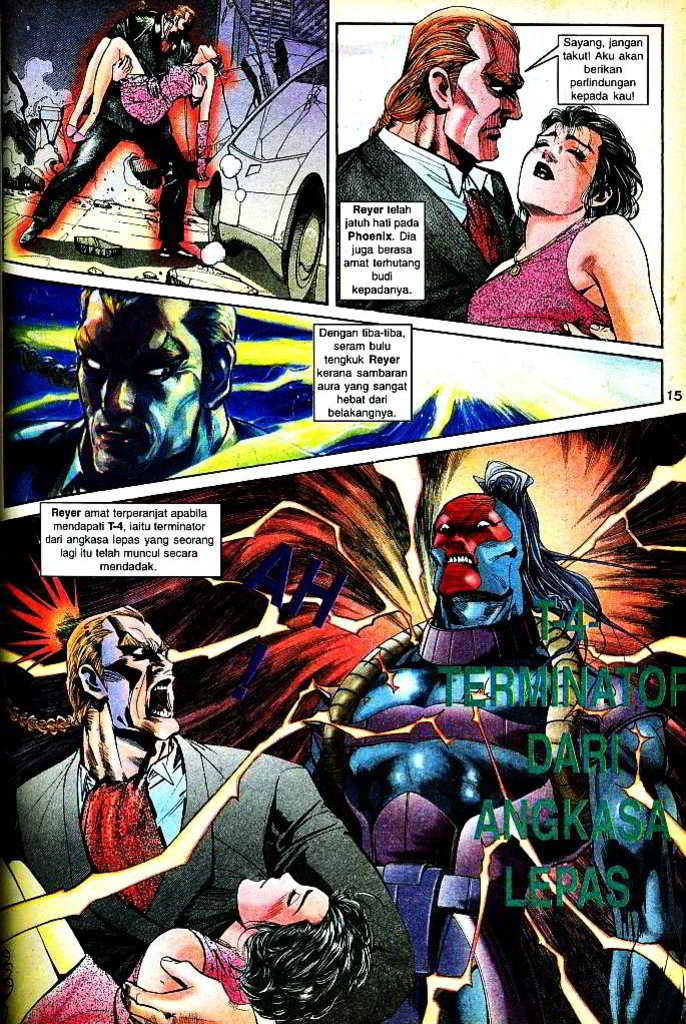 Sayang, jangan
takut! Aku akan
berikan
perlindungan
kepada kau!
Reyer telah
jatuh hati pada
Phoenix. Dia
juga berasa
amat terhutang
budi
kepadanya.
Dengan tiba-tiba,
seram bulu
tengkuk Reyer
kerana sambaran
aura yang sangat
hebat dari
belakangnya.
15
Reyer amat terperanjat apabila
mendapati T-4, iaitu terminator
dari angkasa lepas yang seorang
lagi itu telah muncul secara
mendadak.
AH
!
T-4-
TERMINATOR
DARI
ANGKASA
LEPAS